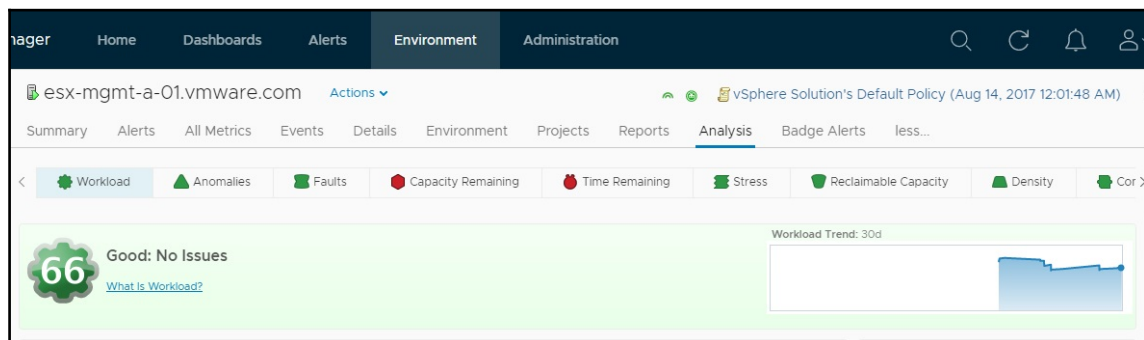 nager Home Dashboards Alerts Environment Administration
esx-mgmt-a-01.vmware.com Actions vSphere Solution's Default Policy (Aug 14, 2017 12:01:48 AM)
Summary Alerts All Metrics Events Details Environment Projects Reports Analysis Badge Alerts less...
Workload Anomalies Faults Capacity Remaining Time Remaining Stress Reclaimable Capacity Density Cor
Workload Trend: 30d
66 Good: No Issues
What Is Workload?